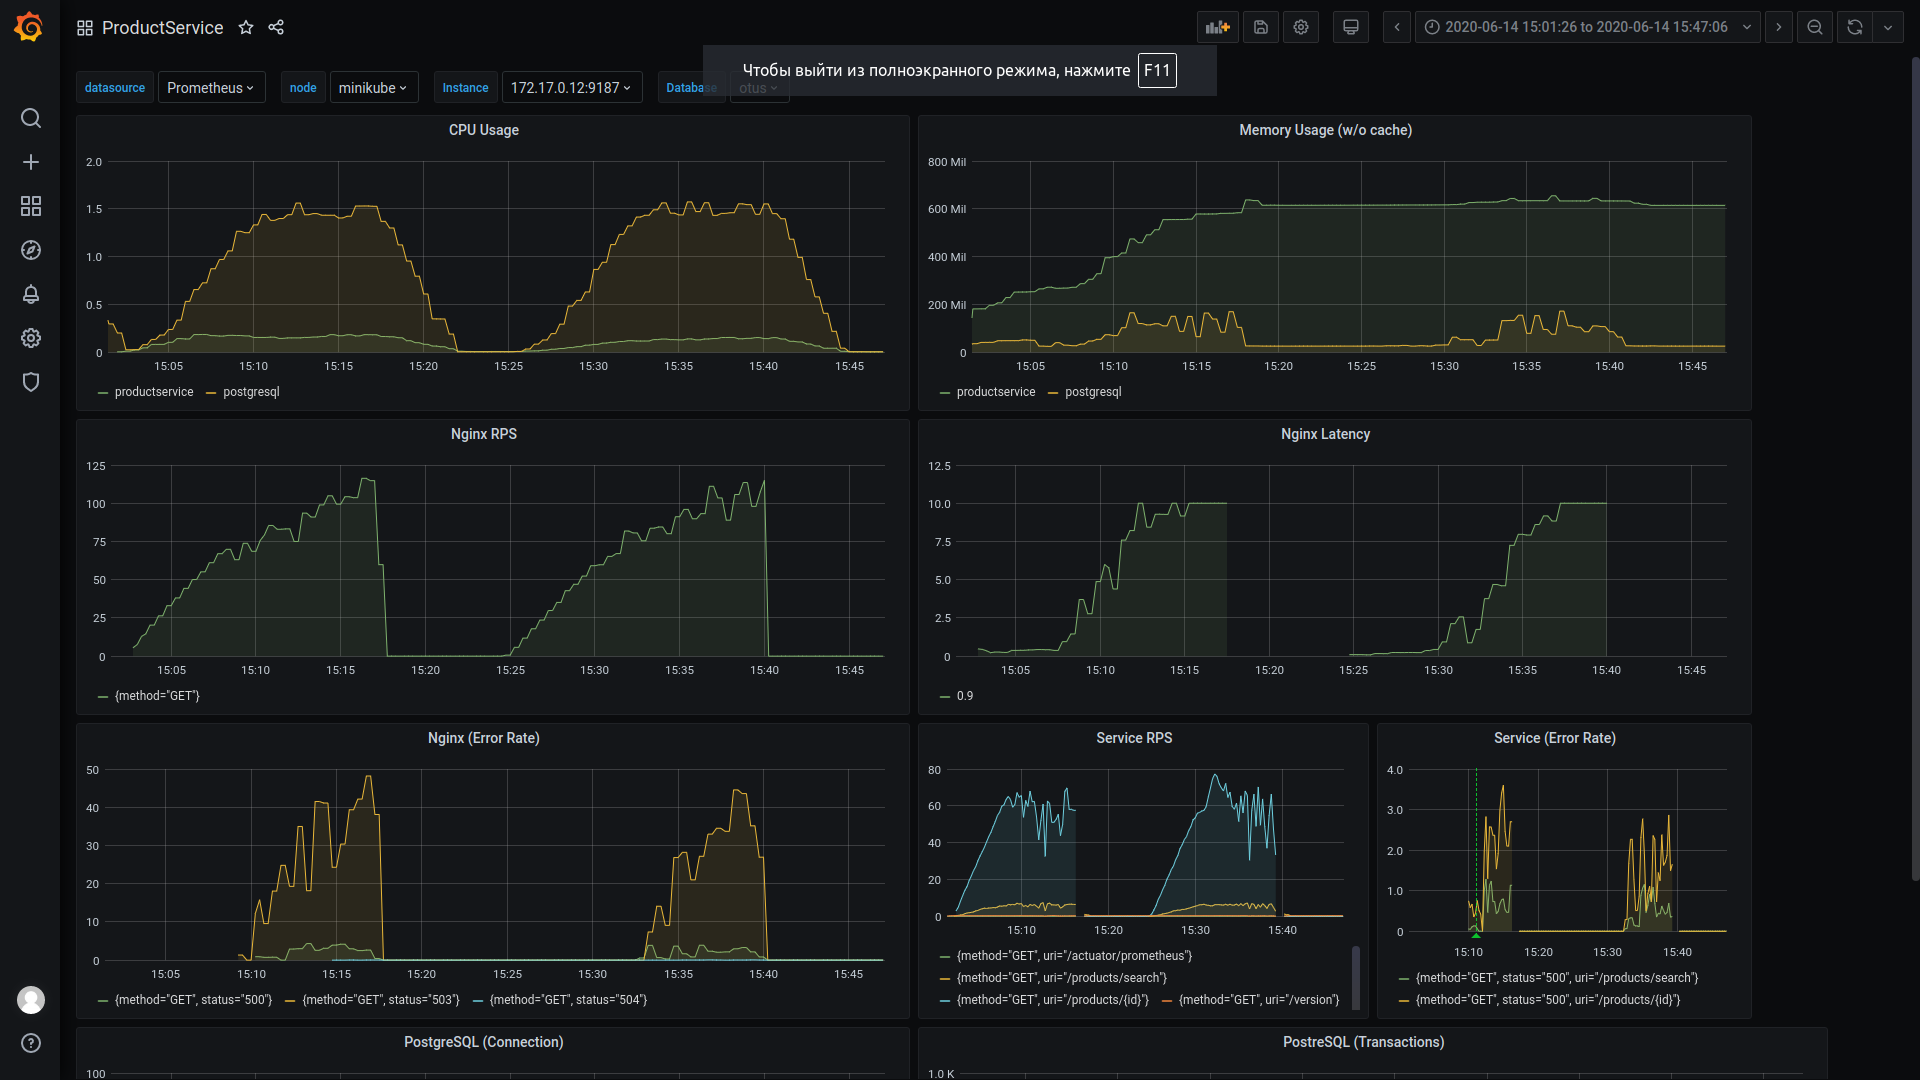 ProductService
2020-06-14 15:01:26 to 2020-06-14 15:47:06
Чтобы выйти из полноэкранного режима, нажмите F11
datasource Prometheus node minikube Instance 172.17.0.12:9187 Database otus
CPU Usage
2.0
1.5
1.0
0.5
0
15:05 15:10 15:15 15:20 15:25 15:30 15:35 15:40 15:45
productservice postgresql
Memory Usage (w/o cache)
800 Mil
600 Mil
400 Mil
200 Mil
0
15:05 15:10 15:15 15:20 15:25 15:30 15:35 15:40 15:45
productservice postgresql
Nginx RPS
125
100
75
50
25
0
15:05 15:10 15:15 15:20 15:25 15:30 15:35 15:40 15:45
{method="GET"}
Nginx Latency
12.5
10.0
7.5
5.0
2.5
0
15:05 15:10 15:15 15:20 15:25 15:30 15:35 15:40 15:45
0.9
Nginx (Error Rate)
50
40
30
20
10
0
15:05 15:10 15:15 15:20 15:25 15:30 15:35 15:40 15:45
{method="GET", status="500"} {method="GET", status="503"} {method="GET", status="504"}
Service RPS
80
60
40
20
0
15:10 15:20 15:30 15:40
{method="GET", uri="/actuator/prometheus"}
{method="GET", uri="/products/search"}
{method="GET", uri="/products/{id}"} {method="GET", uri="/version"}
Service (Error Rate)
4.0
3.0
2.0
1.0
0
15:10 15:20 15:30 15:40
{method="GET", status="500", uri="/products/search"}
{method="GET", status="500", uri="/products/{id}"}
PostgreSQL (Connection)
100
PostreSQL (Transactions)
1.0 K